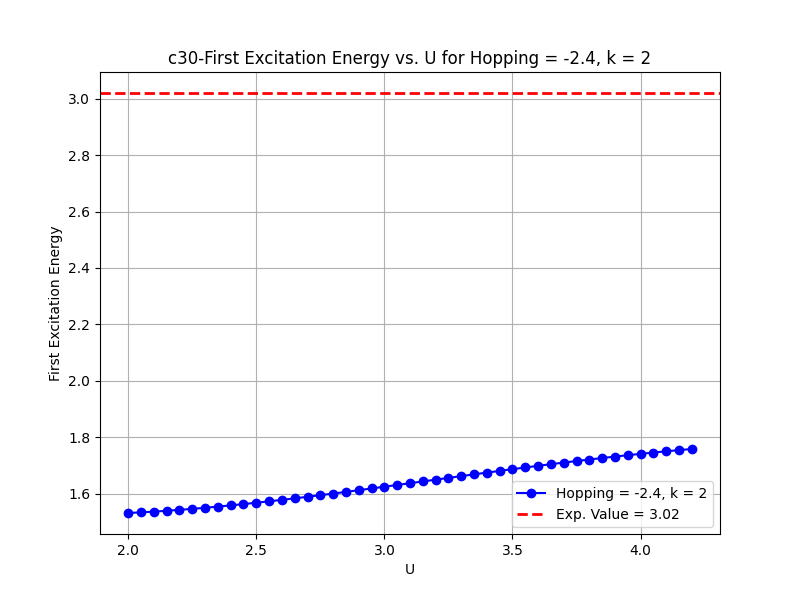 c30-First Excitation Energy vs. U for Hopping = -2.4, k = 2
First Excitation Energy
3.0
2.8
2.6
2.4
2.2
2.0
1.8
1.6
Hopping = -2.4, k = 2
Exp. Value = 3.02
2.0
2.5
3.0
3.5
4.0
U